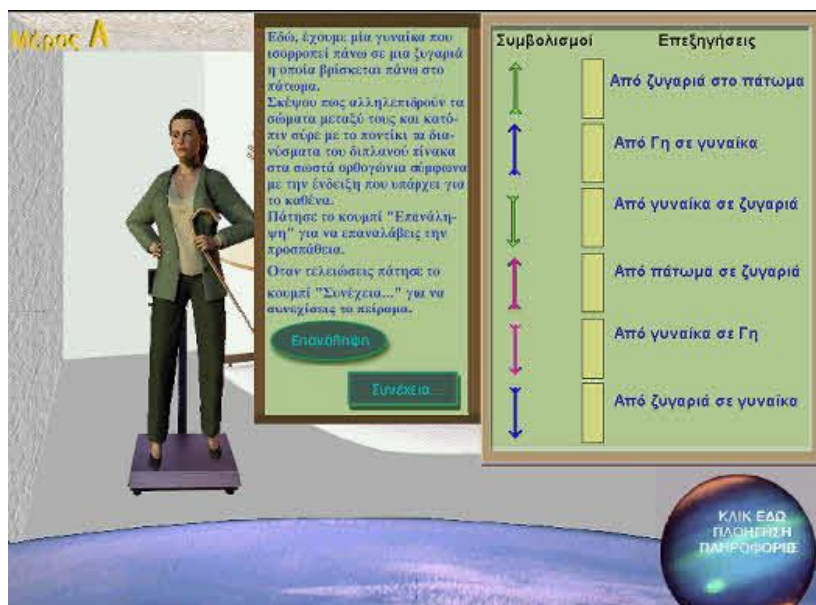 Μέρος Α
Εδώ, έχουμε μία γυναίκα που
ισορροπεί πάνω σε μια ζυγαριά
η οποία βρίσκεται πάνω στο
πάτωμα.
Σκέψου πως αλληλεπιδρούν τα
σώματα μεταξύ τους και κατό-
πιν σύρε με το ποντίκι τα δια-
νύσματα του διπλανού πίνακα
στα σωστά ορθογώνια σύμφωνα
με την ένδειξη που υπάρχει για
το καθένα.
Πάτησε το κουμπί "Επανάλη-
ψη" για να επαναλάβεις την
προσπάθεια.
Οταν τελειώσεις πάτησε το
κουμπί "Συνέχεια..." για να
συνεχίσεις το πείραμα.
Επανάληψη
Συνέχεια...
Συμβολισμοί Επεξηγήσεις
Από ζυγαριά στο πάτωμα
Από Γη σε γυναίκα
Από γυναίκα σε ζυγαριά
Από πάτωμα σε ζυγαριά
Από γυναίκα σε Γη
Από ζυγαριά σε γυναίκα
ΚΛΙΚ ΕΔΩ
ΠΛΟΗΓΗΣΗ
ΠΛΗΡΟΦΟΡΙΕΣ